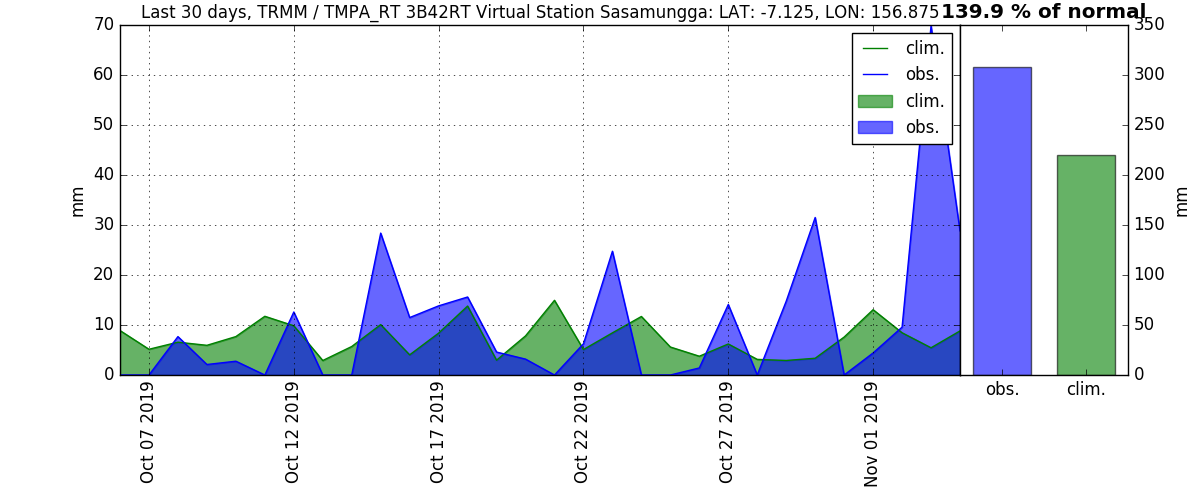 Last 30 days, TRMM / TMPA_RT 3B42RT Virtual Station Sasamungga: LAT: -7.125, LON: 156.875 139.9 % of normal
70
60
50
40
30
20
10
0
mm
clim.
obs.
clim.
obs.
Oct 07 2019
Oct 12 2019
Oct 17 2019
Oct 22 2019
Oct 27 2019
Nov 01 2019
350
300
250
200
150
100
50
0
mm
obs. clim.